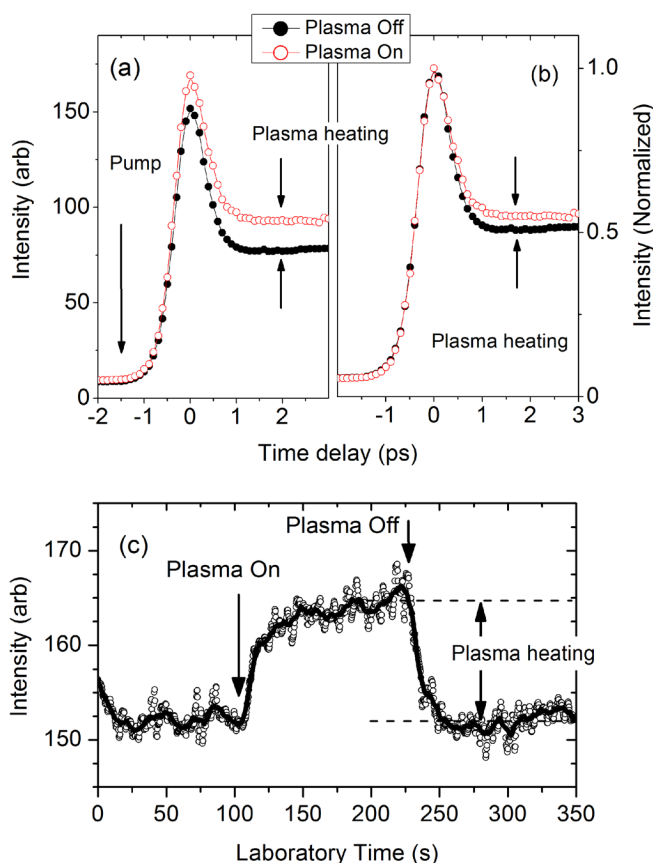 Plasma Off
Plasma On
(a)
Pump
Plasma heating
Intensity (arb)
150
100
50
0
-2 -1 0 1 2
(b)
Plasma heating
Intensity (Normalized)
1.0
0.5
0
-1 0 1 2 3
Time delay (ps)
(c)
Plasma Off
Plasma On
Plasma heating
Intensity (arb)
170
160
150
0 50 100 150 200 250 300 350
Laboratory Time (s)